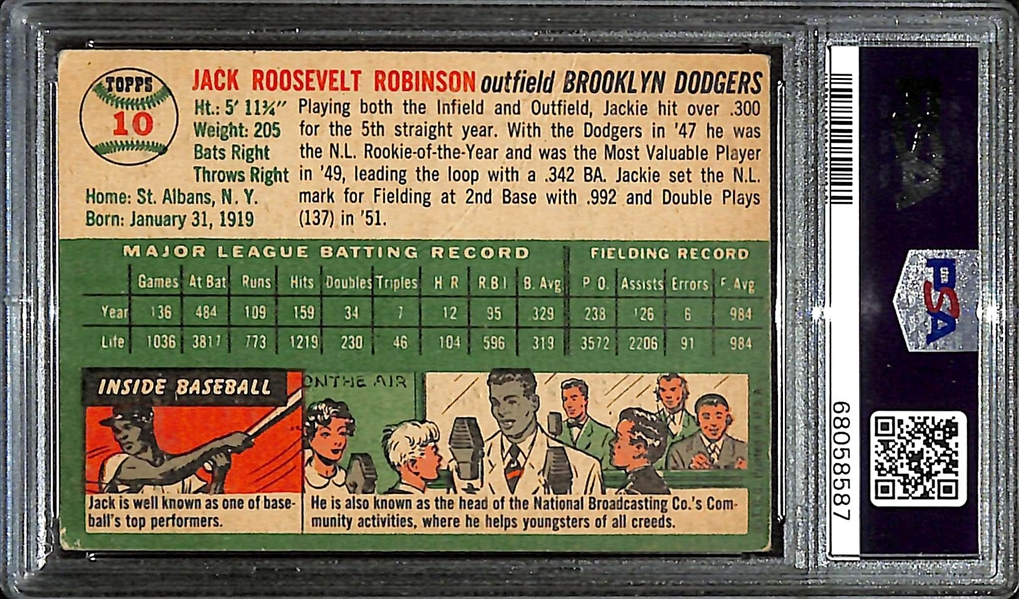 TOPPS
10
JACK ROOSEVELT ROBINSON outfield BROOKLYN DODGERS
Ht.: 5' 11¾"
Weight: 205
Bats Right
Throws Right
Home: St. Albans, N. Y.
Born: January 31, 1919
Playing both the Infield and Outfield, Jackie hit over .300
for the 5th straight year. With the Dodgers in '47 he was
the N.L. Rookie-of-the-Year and was the Most Valuable Player
in '49, leading the loop with a .342 BA. Jackie set the N.L.
mark for Fielding at 2nd Base with .992 and Double Plays
(137) in '51.
MAJOR LEAGUE BATTING RECORD FIELDING RECORD
Games At Bat Runs Hits Doubles Triples H R R.B.I B. Avg P O. Assists Errors F. Avg
Year 136 484 109 159 34 7 12 95 329 238 126 6 984
Life 1036 3817 773 1219 230 46 104 596 319 3572 2206 91 984
INSIDE BASEBALL
ON THE AIR
Jack is well known as one of base-
ball's top performers.
He is also known as the head of the National Broadcasting Co.'s Com-
munity activities, where he helps youngsters of all creeds.
PSA
68058587